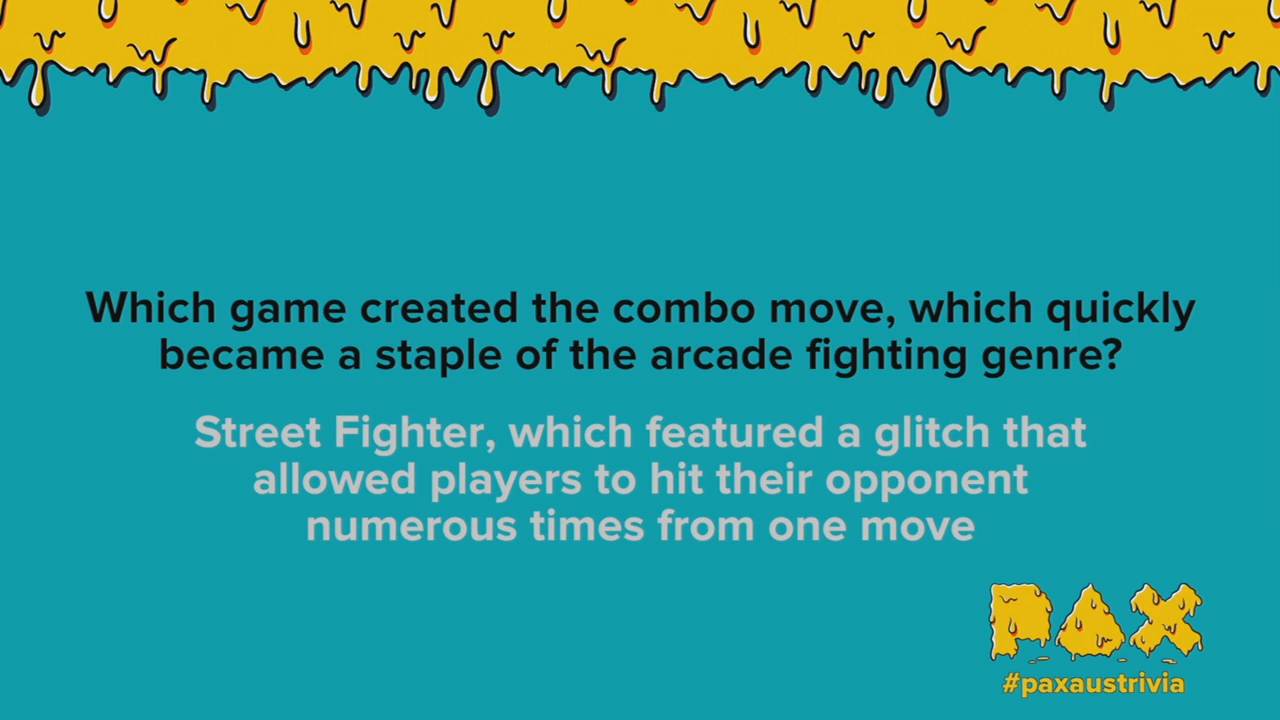 Which game created the combo move, which quickly
became a staple of the arcade fighting genre?
Street Fighter, which featured a glitch that
allowed players to hit their opponent
numerous times from one move
PAX
#paxaustrivia